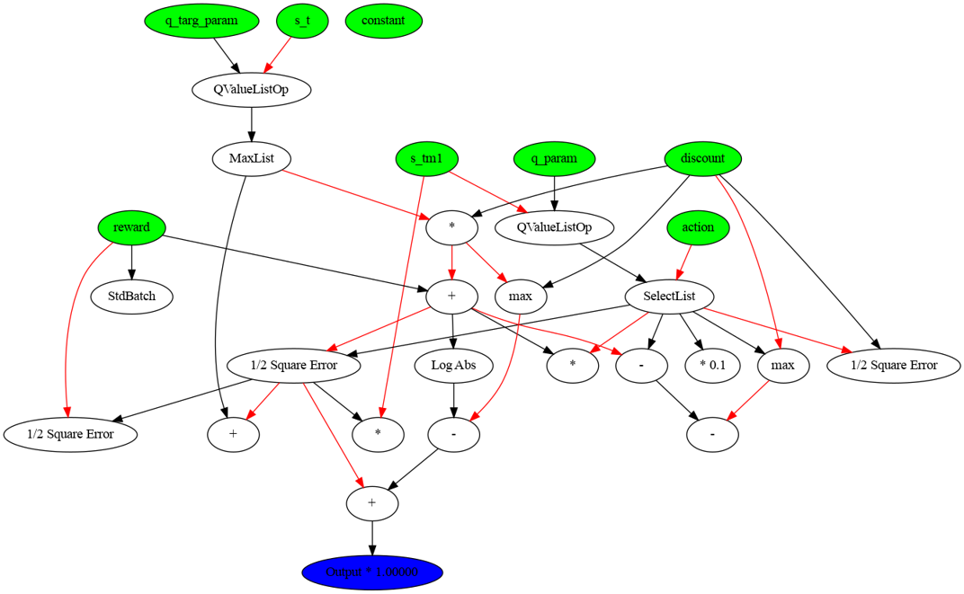 q_targ_param
s_t
constant
QValueListOp
MaxList
s_tm1
q_param
discount
reward
*
QValueListOp
action
StdBatch
+
max
SelectList
1/2 Square Error
Log Abs
*
-
* 0.1
max
1/2 Square Error
1/2 Square Error
+
*
-
-
+
Output * 1.00000